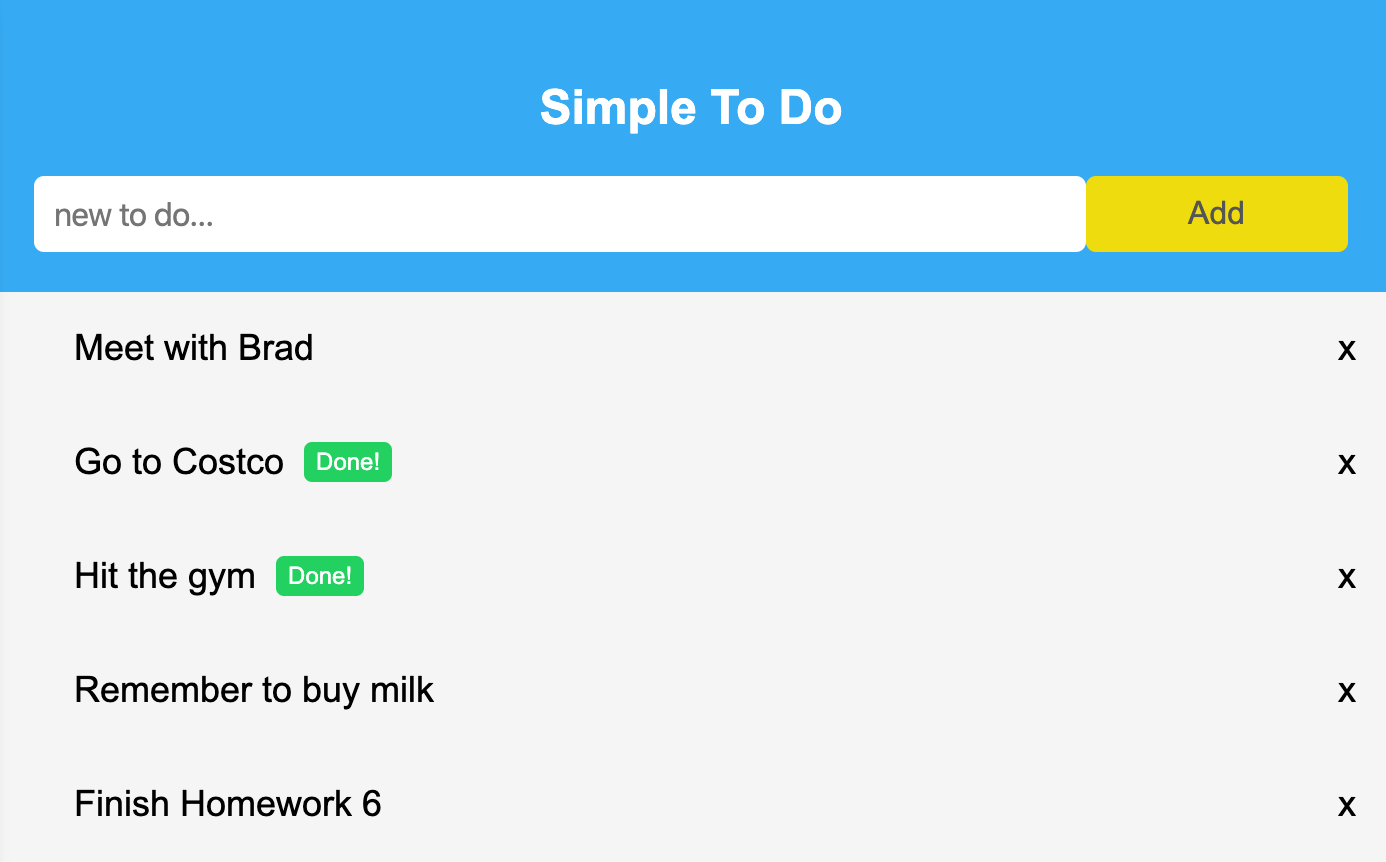 Simple To Do
new to do...
Add
Meet with Brad
x
Go to Costco Done!
x
Hit the gym Done!
x
Remember to buy milk
x
Finish Homework 6
x